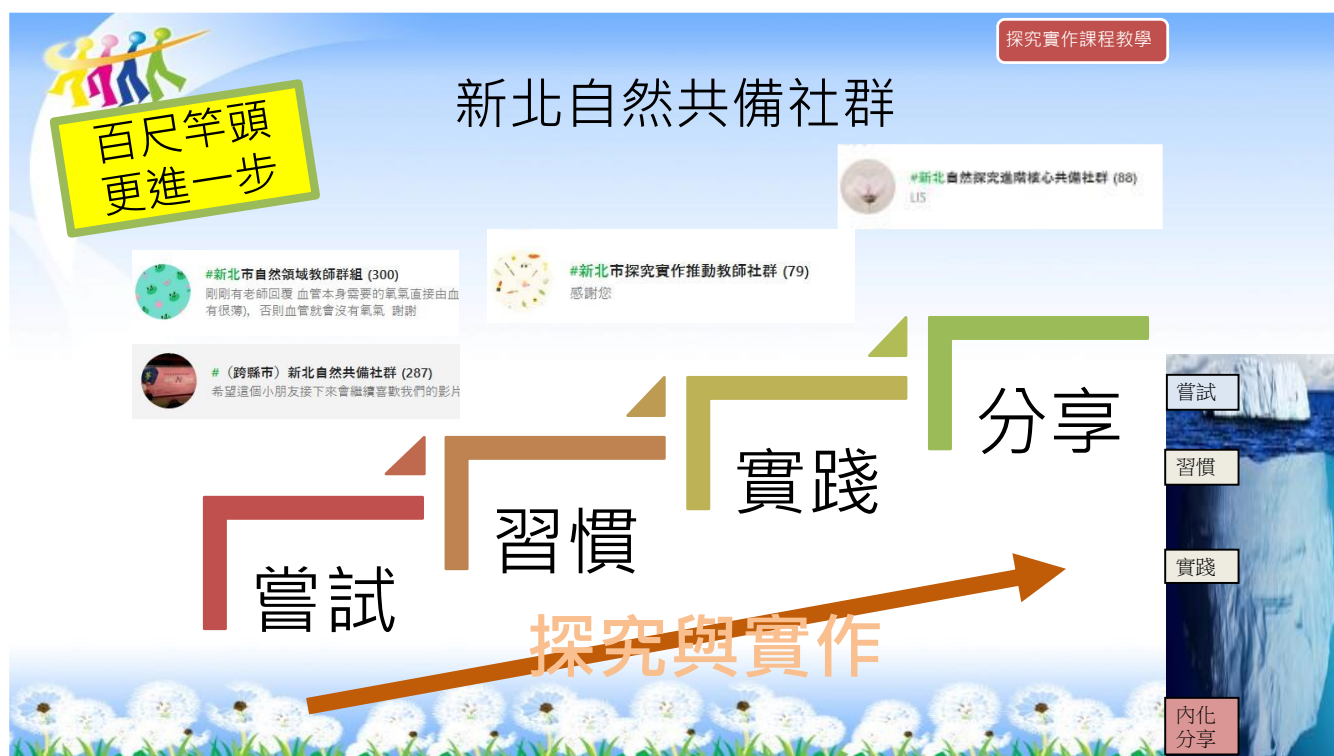 探究實作課程教學
新北自然共備社群
百尺竿頭
更進一步
#新北自然探究進階核心共備社群 (88)
LIS
#新北市自然領域教師群組 (300)
剛剛有老師回覆 血管本身需要的氧氣直接由血
有很薄)，否則血管就會沒有氧氣 謝謝
#新北市探究實作推動教師社群 (79)
感謝您
#（跨縣市）新北自然共備社群 (287)
希望這個小朋友接下來會繼續喜歡我們的影片
嘗試
習慣
實踐
分享
探究與實作
嘗試
習慣
實踐
內化
分享